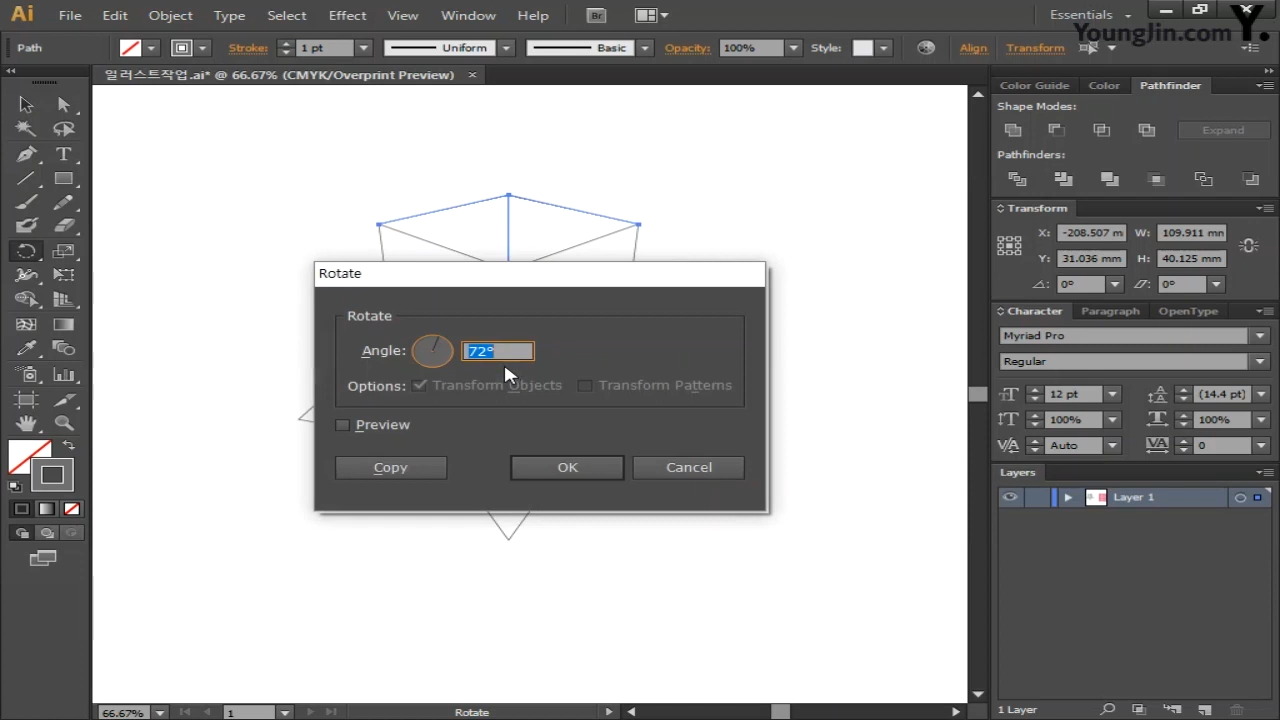 Ai File Edit Object Type Select Effect View Window Help Br Essentials
YoungJin.com Y.
Path Stroke: 1 pt Uniform Basic Opacity: 100% Style: Align Transform
일러스트작업.ai* @ 66.67% (CMYK/Overprint Preview) ×
Color Guide Color Pathfinder
Shape Modes:
Expand
Pathfinders:
Transform
X: -208.507 m W: 109.911 mm
Y: 31.036 mm H: 40.125 mm
0° 0°
Character Paragraph OpenType
Myriad Pro
Regular
12 pt (14.4 pt)
100% 100%
Auto 0
Layers
Layer 1
1 Layer
Rotate
Rotate
Angle: 72°
Options: Transform Objects Transform Patterns
Preview
Copy OK Cancel
66.67% 1 Rotate